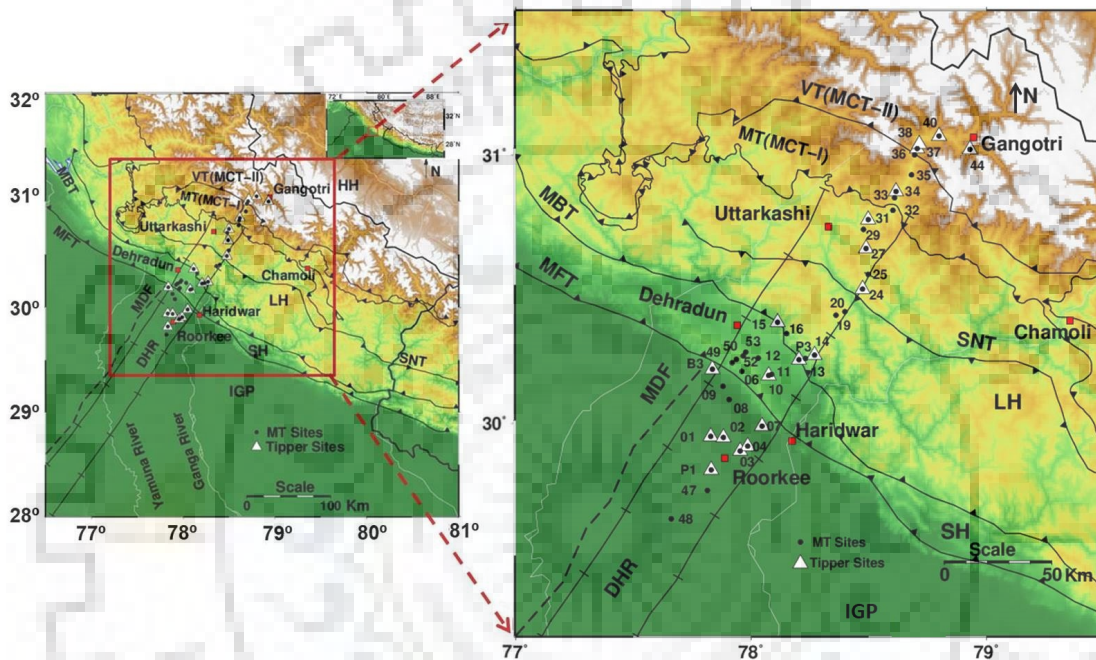 32°
31°
30°
29°
28°
77°
78°
79°
80°
81°
72°E
80°
88°E
32°N
28°N
N
MBT
MFT
VT(MCT-II)
MT(MCT-I)
Gangotri
HH
Uttarkashi
Dehradun
Chamoli
MDF
LH
Haridwar
Roorkee
DHR
SH
SNT
IGP
Yamuna River
Ganga River
MT Sites
Tipper Sites
Scale
0 100 Km
N
VT(MCT-II)
MT(MCT-I)
38
40
Gangotri
36
37
44
35
33
34
32
31
29
27
25
24
20
19
31°
30°
MBT
MFT
Uttarkashi
Dehradun
15
16
Chamoli
SNT
LH
P3
14
13
53
50
49
52
12
11
B3
06
10
09
08
MDF
01
02
07
04
03
Haridwar
P1
Roorkee
47
48
DHR
MT Sites
Tipper Sites
SH
Scale
0 50 Km
IGP
77°
78°
79°